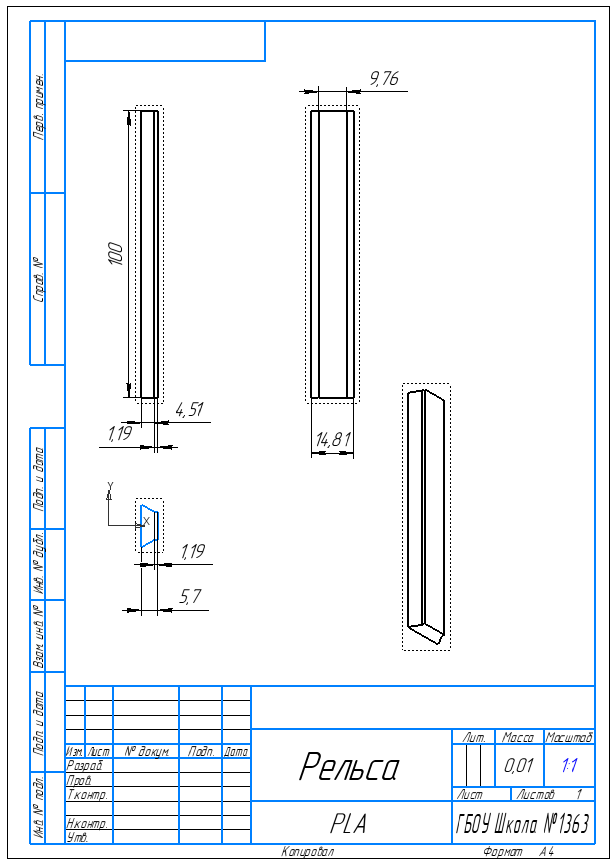 Перв. примен.
Справ. №
Подп. и дата
Инв. № дубл.
Взам. инв. №
Подп. и дата
Инв. № подл.
9,76
100
4,51
1,19
14,81
Y
X
1,19
5,7
Изм. Лист № докум. Подп. Дата
Разраб.
Пров.
Т.контр.
Н.контр.
Утв.
Рельса
PLA
Лит. Масса Масштаб
0,01 1:1
Лист Листов 1
ГБОУ Школа №1363
Копировал Формат А4